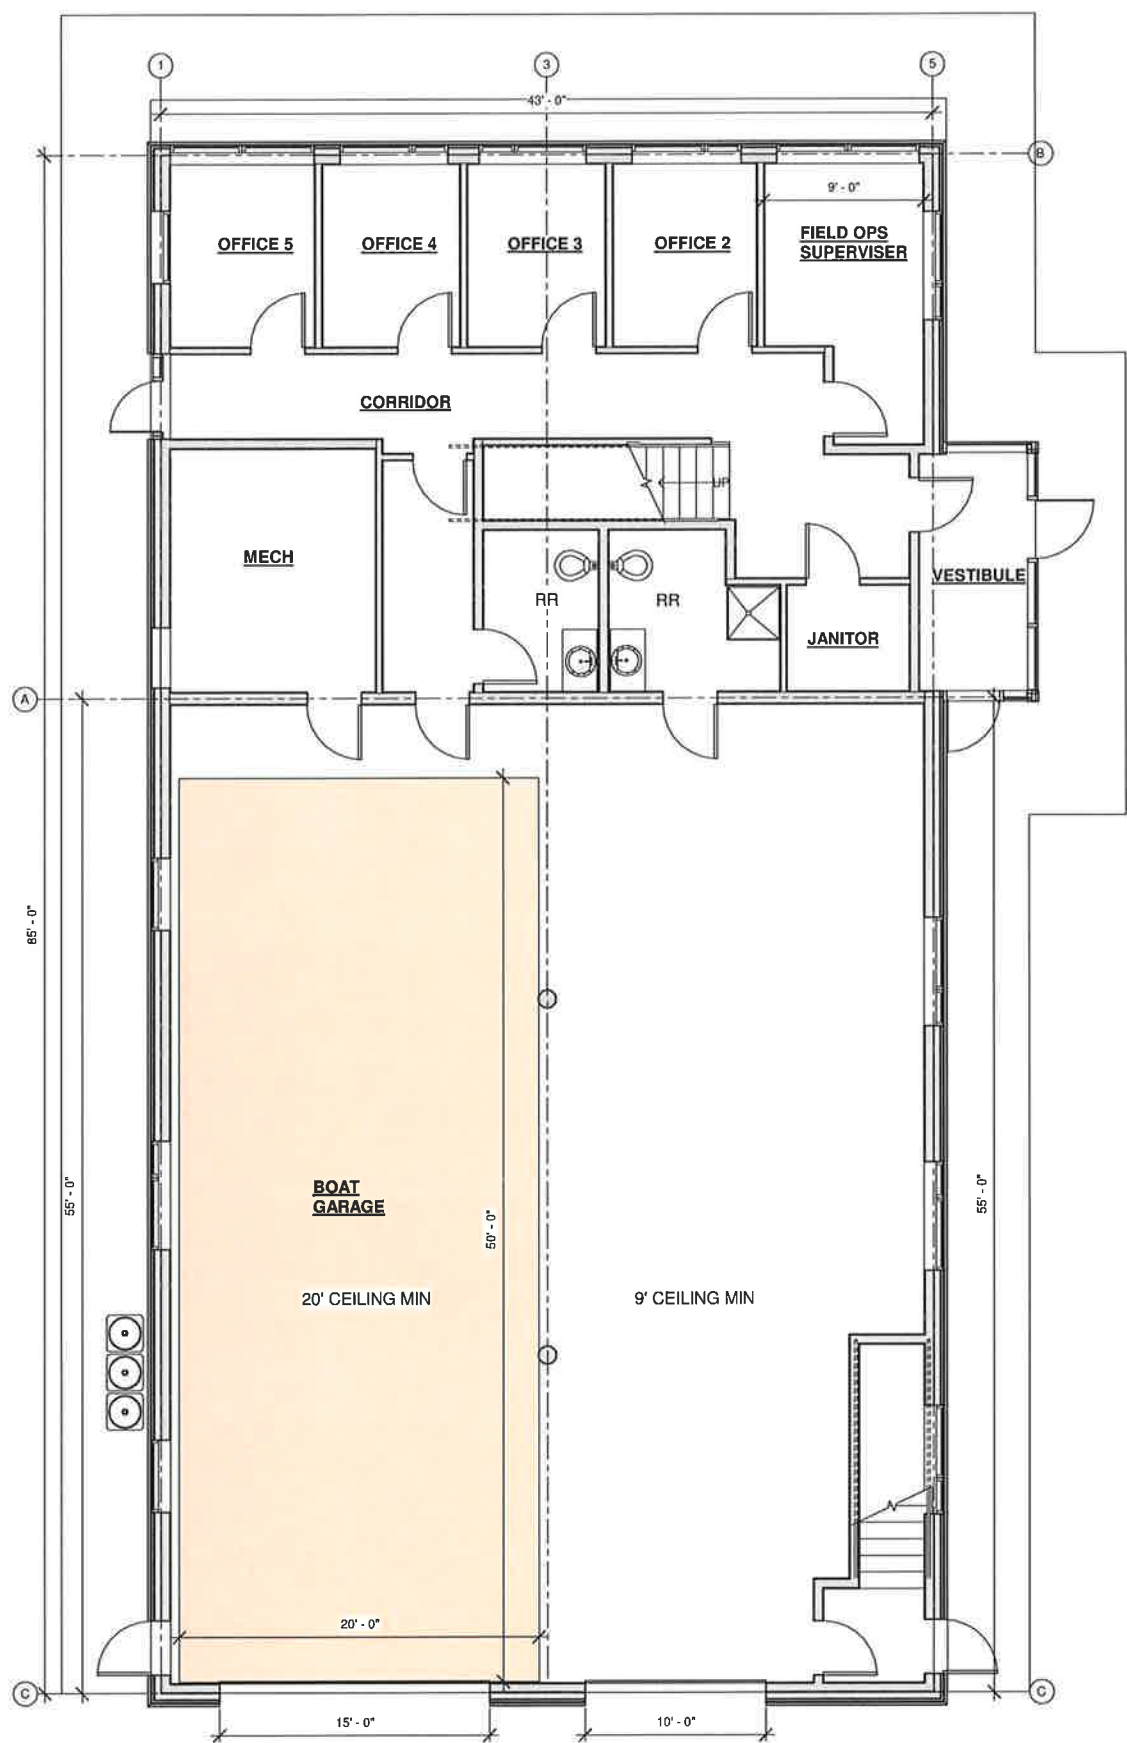 1
3
5
43' - 0"
B
9' - 0"
OFFICE 5
OFFICE 4
OFFICE 3
OFFICE 2
FIELD OPS
SUPERVISER
CORRIDOR
UP
MECH
VESTIBULE
RR
RR
JANITOR
A
85' - 0"
55' - 0"
BOAT
GARAGE
50' - 0"
55' - 0"
20' CEILING MIN
9' CEILING MIN
20' - 0"
C
C
15' - 0"
10' - 0"